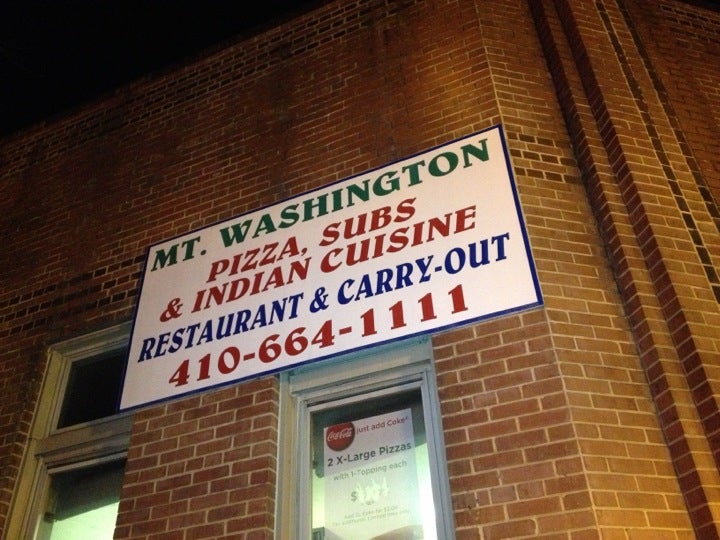 MT. WASHINGTON
PIZZA, SUBS
& INDIAN CUISINE
RESTAURANT & CARRY-OUT
410-664-1111
Coca-Cola just add Coke
2 X-Large Pizzas
with 1-Topping each